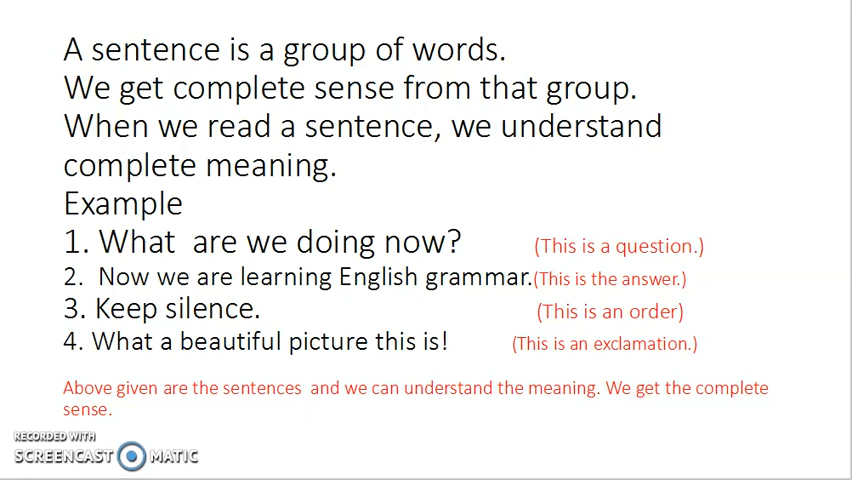 A sentence is a group of words.
We get complete sense from that group.
When we read a sentence, we understand
complete meaning.
Example
1. What  are we doing now? (This is a question.)
2.  Now we are learning English grammar.(This is the answer.)
3. Keep silence. (This is an order)
4. What a beautiful picture this is! (This is an exclamation.)
Above given are the sentences  and we can understand the meaning. We get the complete
sense.
RECORDED WITH
SCREENCAST MATIC